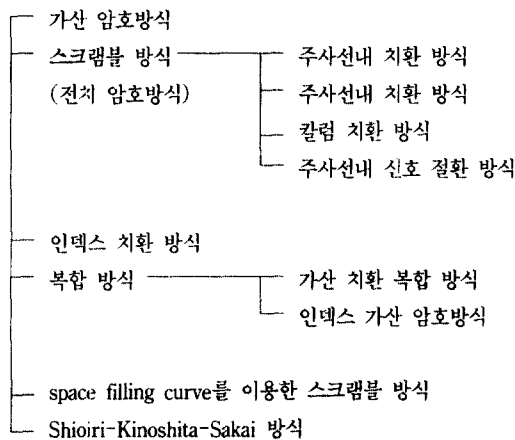 가산 암호방식
스크램블 방식 주사선내 치환 방식
(전치 암호방식) 주사선내 치환 방식
칼럼 치환 방식
주사선내 신호 절환 방식
인덱스 치환 방식
복합 방식 가산 치환 복합 방식
인덱스 가산 암호방식
space filling curve를 이용한 스크램블 방식
Shioiri-Kinoshita-Sakai 방식